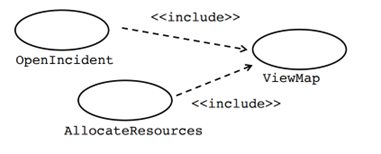 <<include>>
OpenIncident
ViewMap
<<include>>
AllocateResources